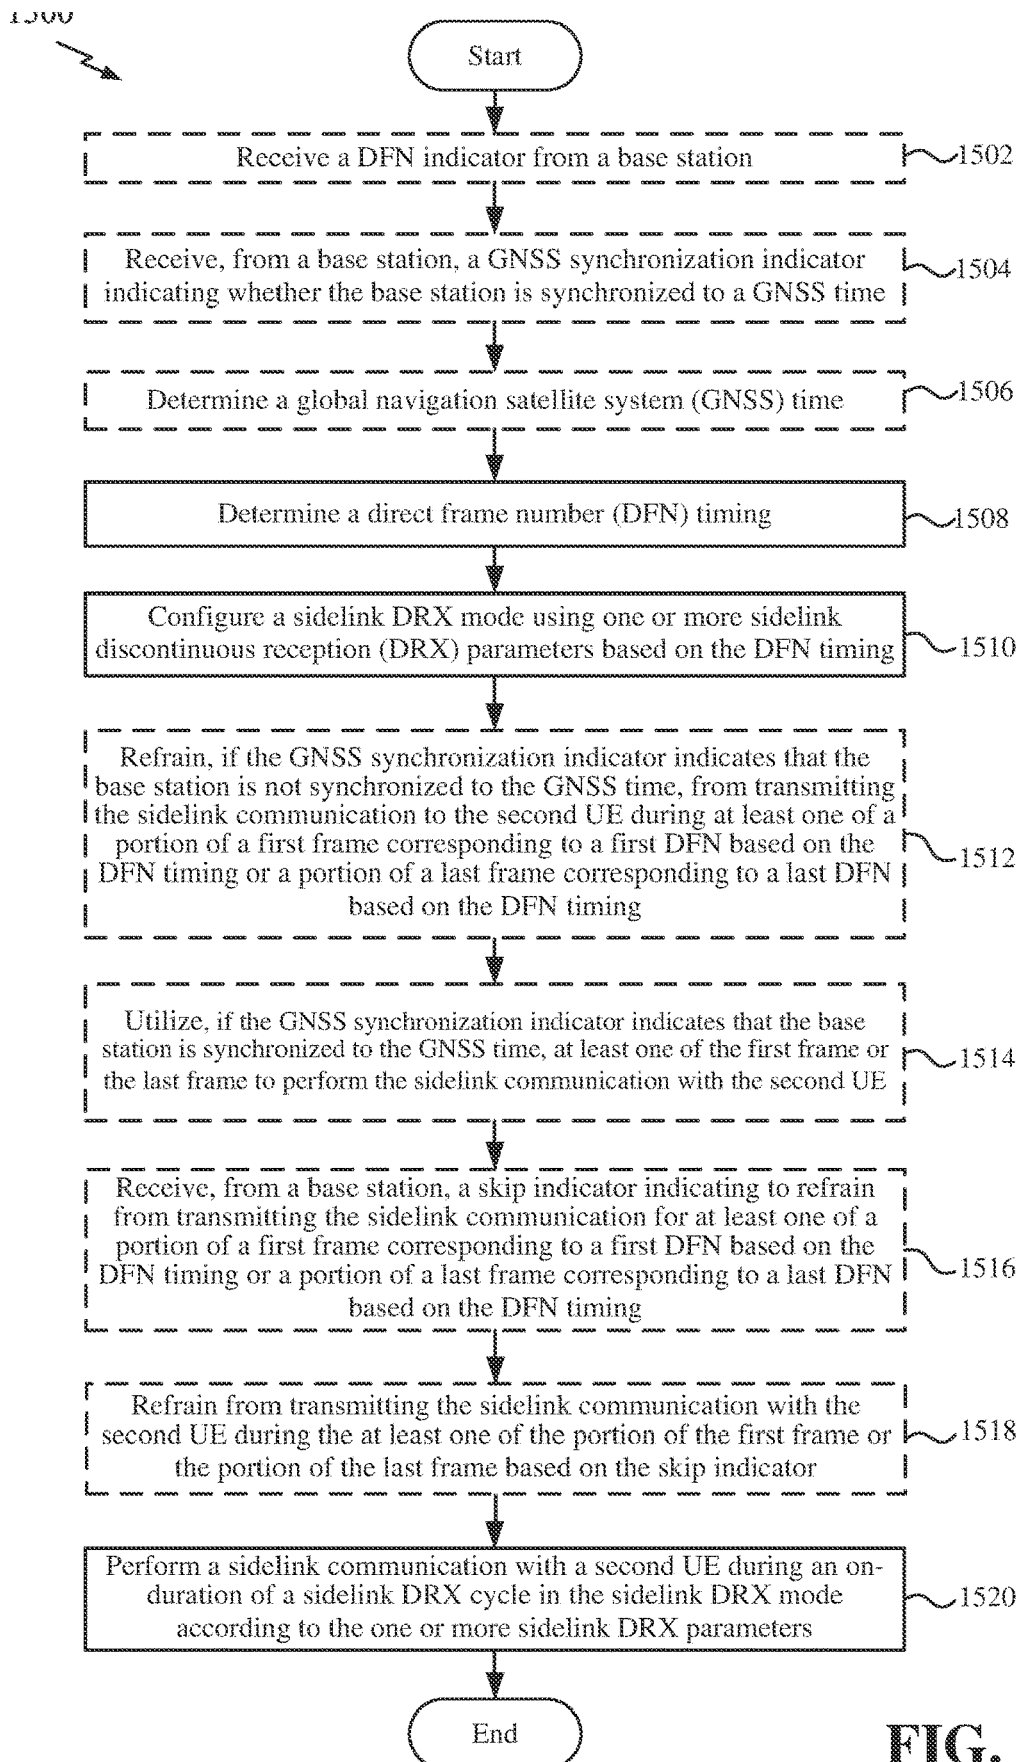 1500
Start
Receive a DFN indicator from a base station
1502
Receive, from a base station, a GNSS synchronization indicator
indicating whether the base station is synchronized to a GNSS time
1504
Determine a global navigation satellite system (GNSS) time
1506
Determine a direct frame number (DFN) timing
1508
Configure a sidelink DRX mode using one or more sidelink
discontinuous reception (DRX) parameters based on the DFN timing
1510
Refrain, if the GNSS synchronization indicator indicates that the
base station is not synchronized to the GNSS time, from transmitting
the sidelink communication to the second UE during at least one of a
portion of a first frame corresponding to a first DFN based on the
DFN timing or a portion of a last frame corresponding to a last DFN
based on the DFN timing
1512
Utilize, if the GNSS synchronization indicator indicates that the base
station is synchronized to the GNSS time, at least one of the first frame or
the last frame to perform the sidelink communication with the second UE
1514
Receive, from a base station, a skip indicator indicating to refrain
from transmitting the sidelink communication for at least one of a
portion of a first frame corresponding to a first DFN based on the
DFN timing or a portion of a last frame corresponding to a last DFN
based on the DFN timing
1516
Refrain from transmitting the sidelink communication with the
second UE during the at least one of the portion of the first frame or
the portion of the last frame based on the skip indicator
1518
Perform a sidelink communication with a second UE during an on-
duration of a sidelink DRX cycle in the sidelink DRX mode
according to the one or more sidelink DRX parameters
1520
End
FIG.